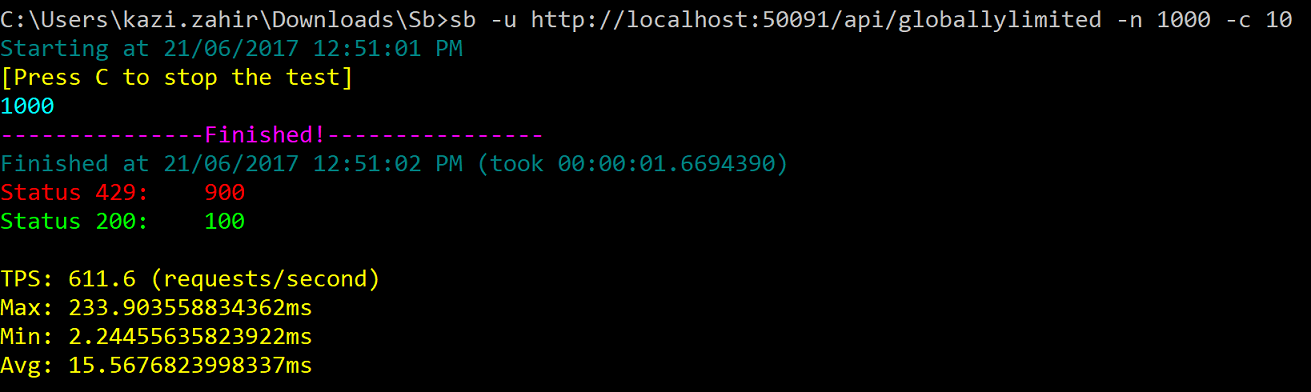 C:\Users\kazi.zahir\Downloads\Sb>sb -u http://localhost:50091/api/globallylimited -n 1000 -c 10
Starting at 21/06/2017 12:51:01 PM
[Press C to stop the test]
1000
---------------Finished!----------------
Finished at 21/06/2017 12:51:02 PM (took 00:00:01.6694390)
Status 429:    900
Status 200:    100
TPS: 611.6 (requests/second)
Max: 233.903558834362ms
Min: 2.24455635823922ms
Avg: 15.5676823998337ms